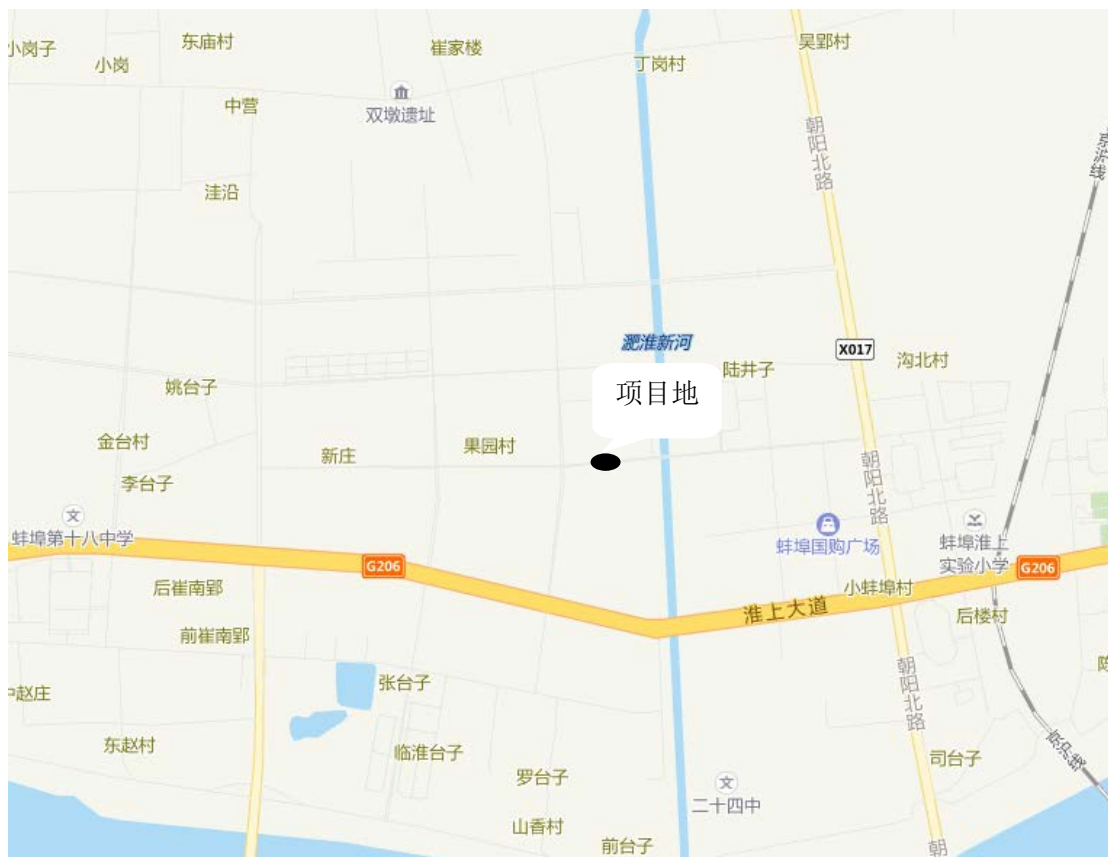 小岗子
东庙村
崔家楼
吴郢村
小岗
丁岗村
中营
双墩遗址
朝阳北路
京沪线
洼沿
淝淮新河
X017
沟北村
陆井子
姚台子
项目地
金台村
新庄
果园村
李台子
朝阳北路
蚌埠第十八中学
蚌埠国购广场
蚌埠淮上
实验小学
G206
G206
后崔南郢
小蚌埠村
淮上大道
后楼村
前崔南郢
张台子
朝阳北路
中赵庄
陈
东赵村
临淮台子
司台子
京沪线
罗台子
二十四中
山香村
前台子
朝